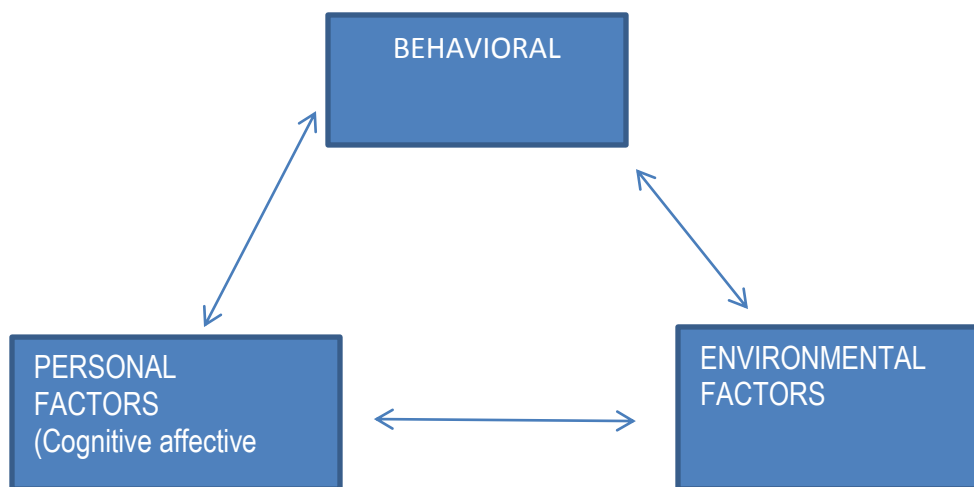 BEHAVIORAL
PERSONAL
FACTORS
(Cognitive affective
ENVIRONMENTAL
FACTORS